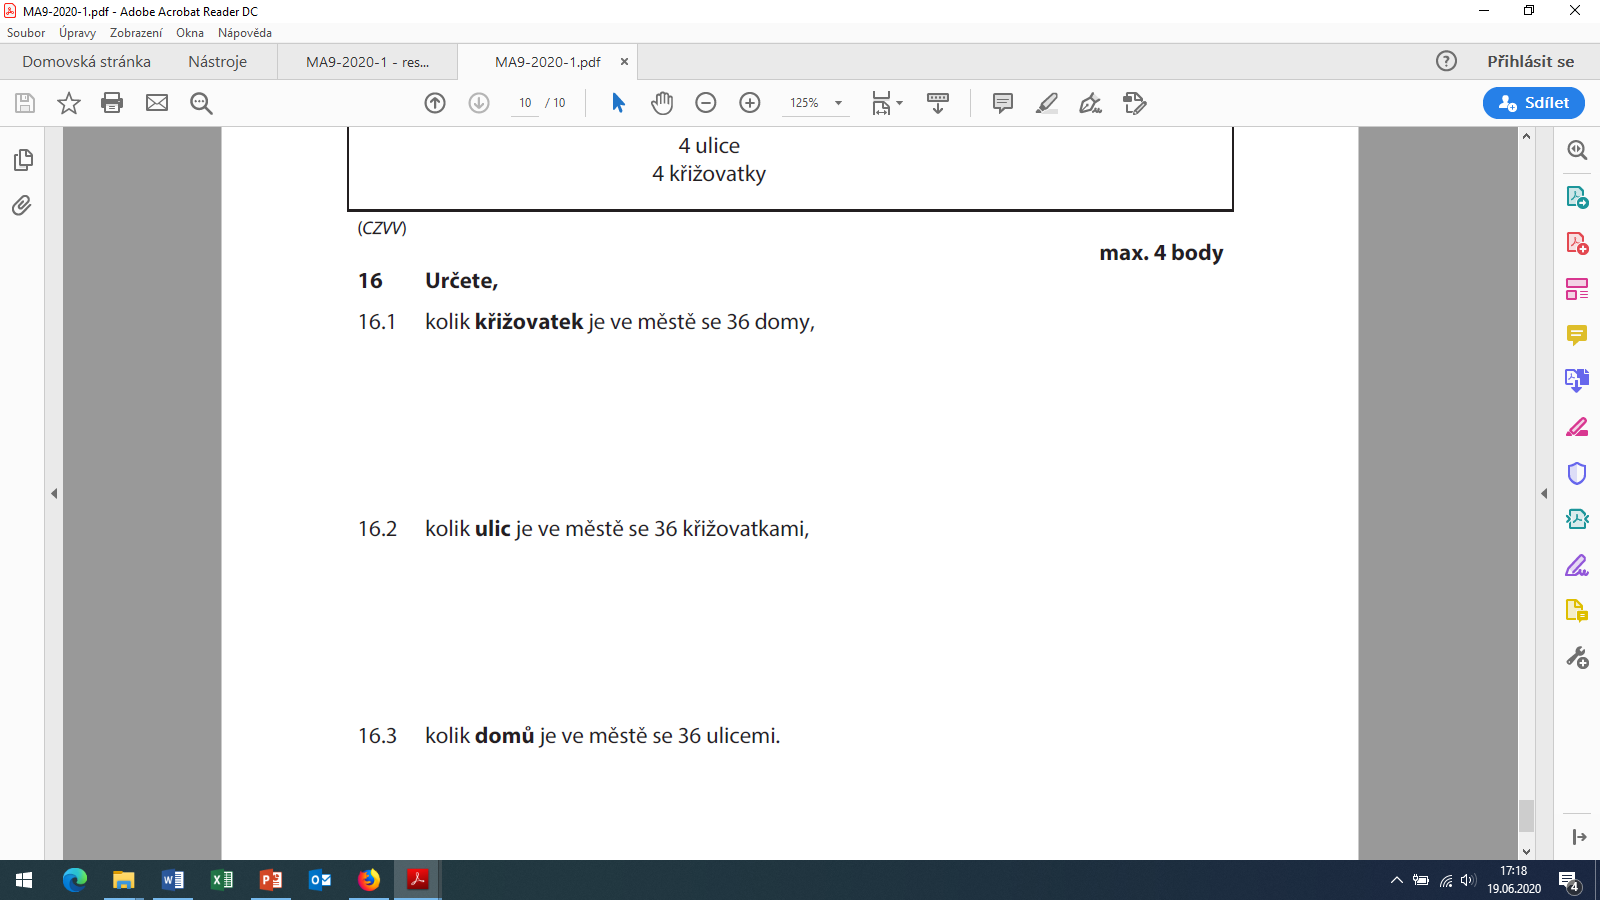 MA9-2020-1.pdf - Adobe Acrobat Reader DC
Soubor Úpravy Zobrazení Okna Nápověda
Domovská stránka Nástroje MA9-2020-1 - res... MA9-2020-1.pdf × Přihlásit se
10 / 10 125% Sdílet
4 ulice
4 křižovatky
(CZVV)
max. 4 body
16 Určete,
16.1 kolik křižovatek je ve městě se 36 domy,
16.2 kolik ulic je ve městě se 36 křižovatkami,
16.3 kolik domů je ve městě se 36 ulicemi.
17:18
19.06.2020
4